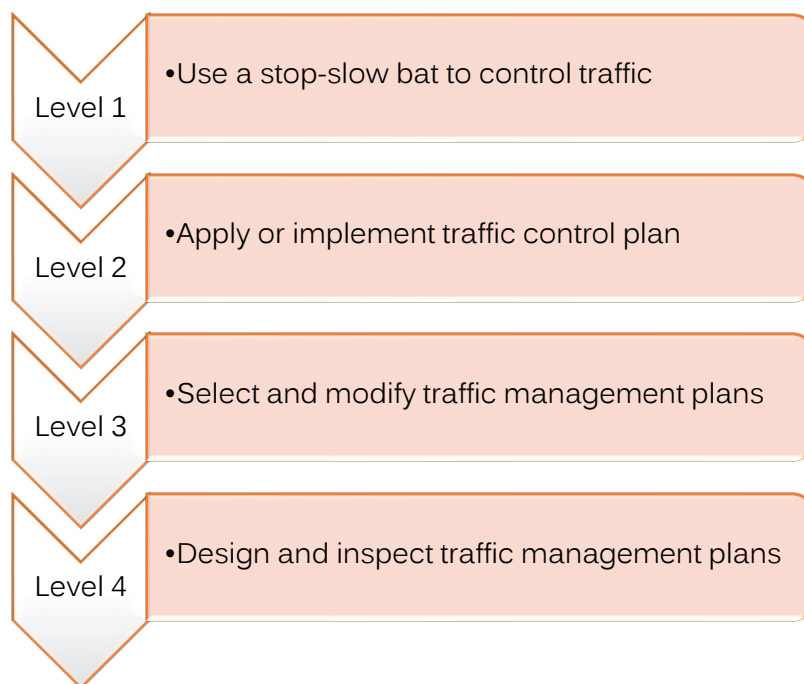 Level 1
•Use a stop-slow bat to control traffic
Level 2
•Apply or implement traffic control plan
Level 3
•Select and modify traffic management plans
Level 4
•Design and inspect traffic management plans